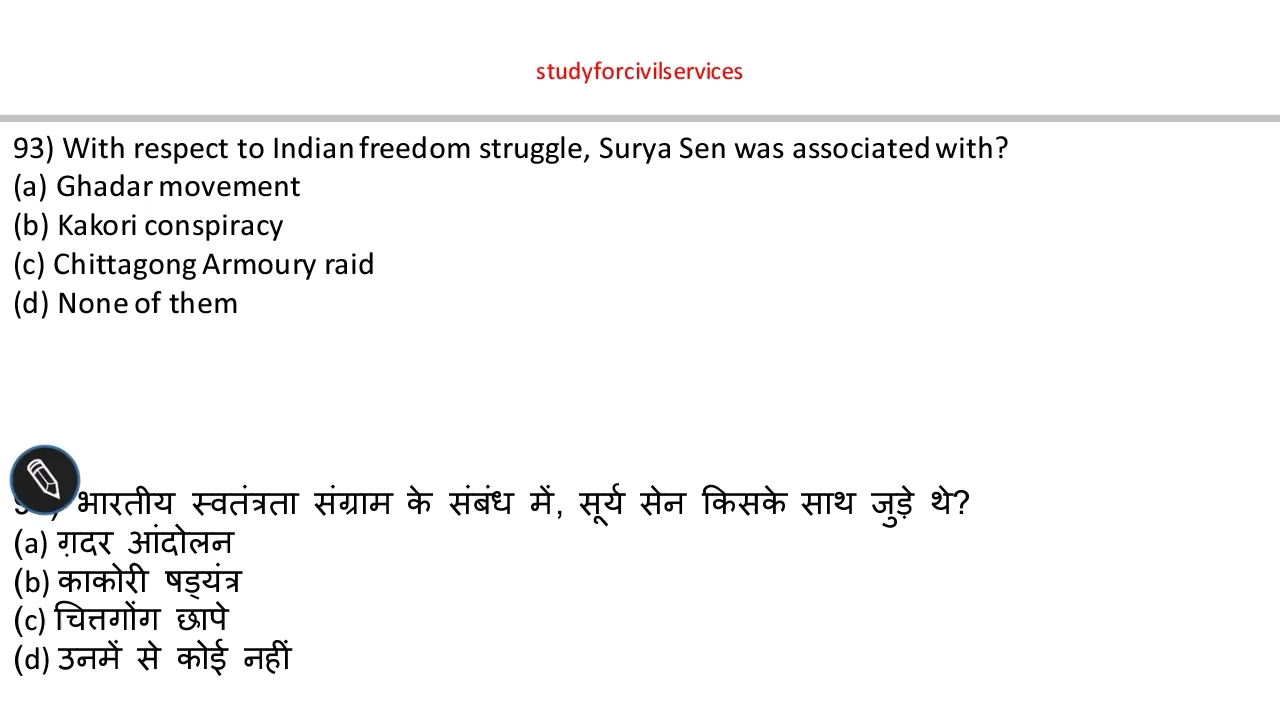 studyforcivilservices
93) With respect to Indian freedom struggle, Surya Sen was associated with?
(a) Ghadar movement
(b) Kakori conspiracy
(c) Chittagong Armoury raid
(d) None of them
भारतीय स्वतंत्रता संग्राम के संबंध में, सूर्य सेन किसके साथ जुड़े थे?
(a) ग़दर आंदोलन
(b) काकोरी षड्यंत्र
(c) चित्तगोंग छापे
(d) उनमें से कोई नहीं